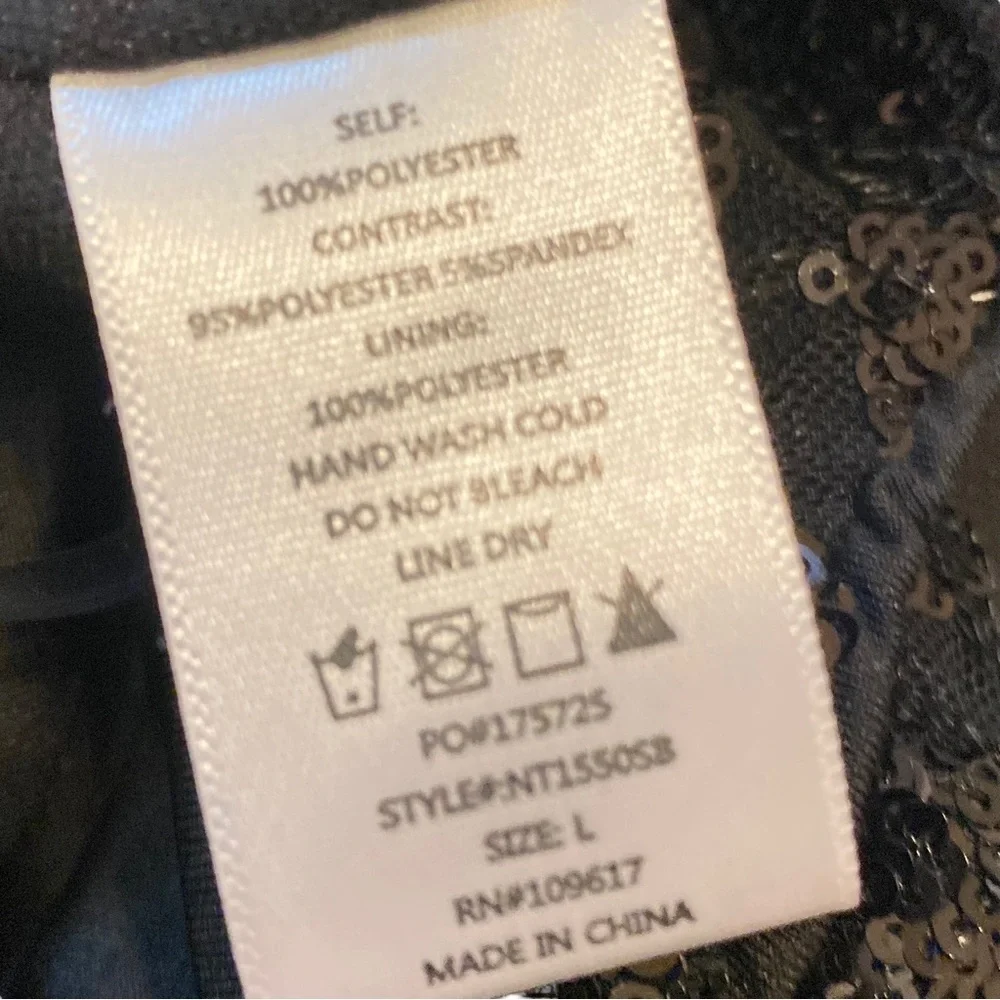 SELF:
100%POLYESTER
CONTRAST:
95%POLYESTER 5%SPANDEX
LINING:
100%POLYESTER
HAND WASH COLD
DO NOT BLEACH
LINE DRY
PO#17572S
STYLE#:NT1550SB
SIZE: L
RN#109617
MADE IN CHINA